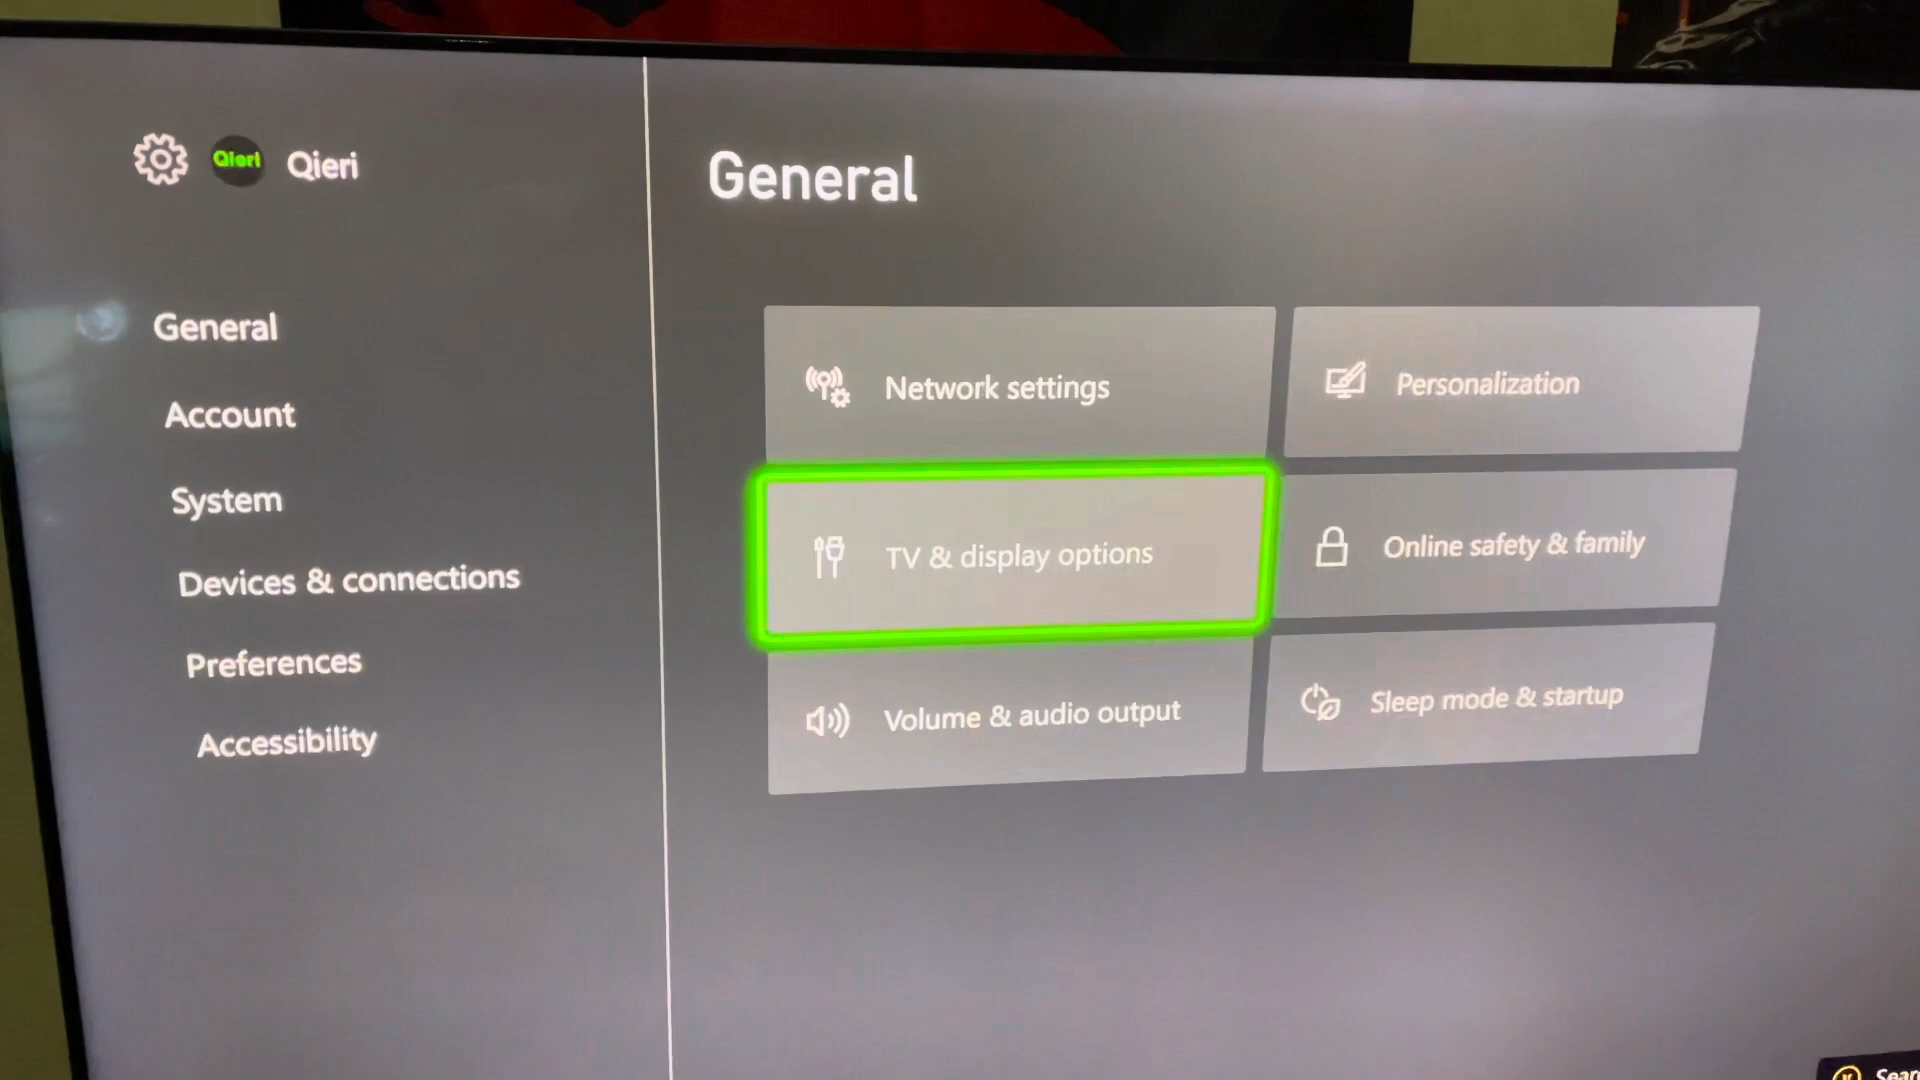 Qieri Qieri
General
Account
System
Devices & connections
Preferences
Accessibility
General
Network settings
Personalization
TV & display options
Online safety & family
Volume & audio output
Sleep mode & startup